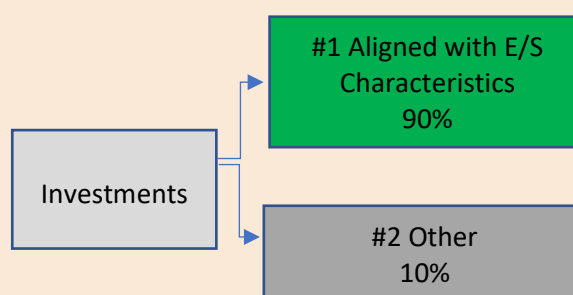 #1 Aligned with E/S
Characteristics
90%
Investments
#2 Other
10%